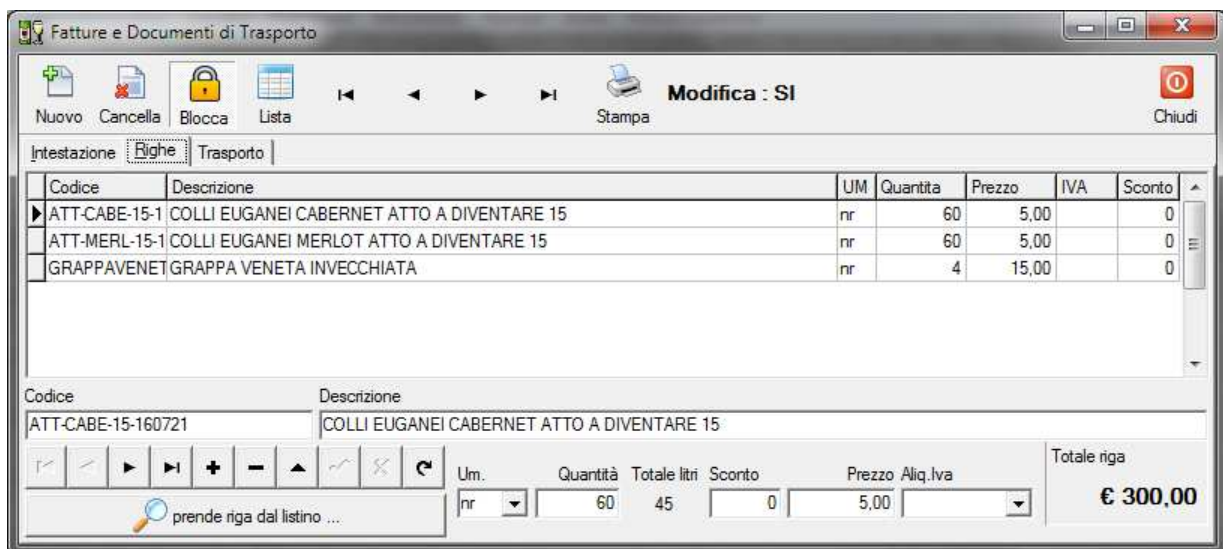 Fatture e Documenti di Trasporto
Nuovo Cancella Blocca Lista Stampa Modifica : SI Chiudi
Intestazione Righe Trasporto
Codice Descrizione UM Quantita Prezzo IVA Sconto
ATT-CABE-15-1 COLLI EUGANEI CABERNET ATTO A DIVENTARE 15 nr 60 5,00 0
ATT-MERL-15-1 COLLI EUGANEI MERLOT ATTO A DIVENTARE 15 nr 60 5,00 0
GRAPPAVENET GRAPPA VENETA INVECCHIATA nr 4 15,00 0
Codice Descrizione
ATT-CABE-15-160721 COLLI EUGANEI CABERNET ATTO A DIVENTARE 15
Um. Quantità Totale litri Sconto Prezzo Aliq.Iva Totale riga
nr 60 45 0 5,00 € 300,00
prende riga dal listino ...